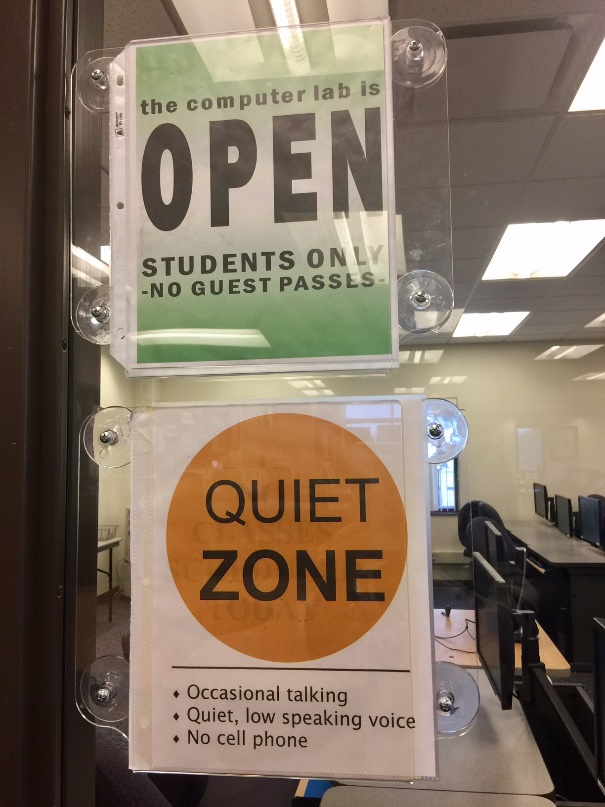 the computer lab is
OPEN
STUDENTS ONLY
-NO GUEST PASSES-
QUIET
ZONE
• Occasional talking
• Quiet, low speaking voice
• No cell phone